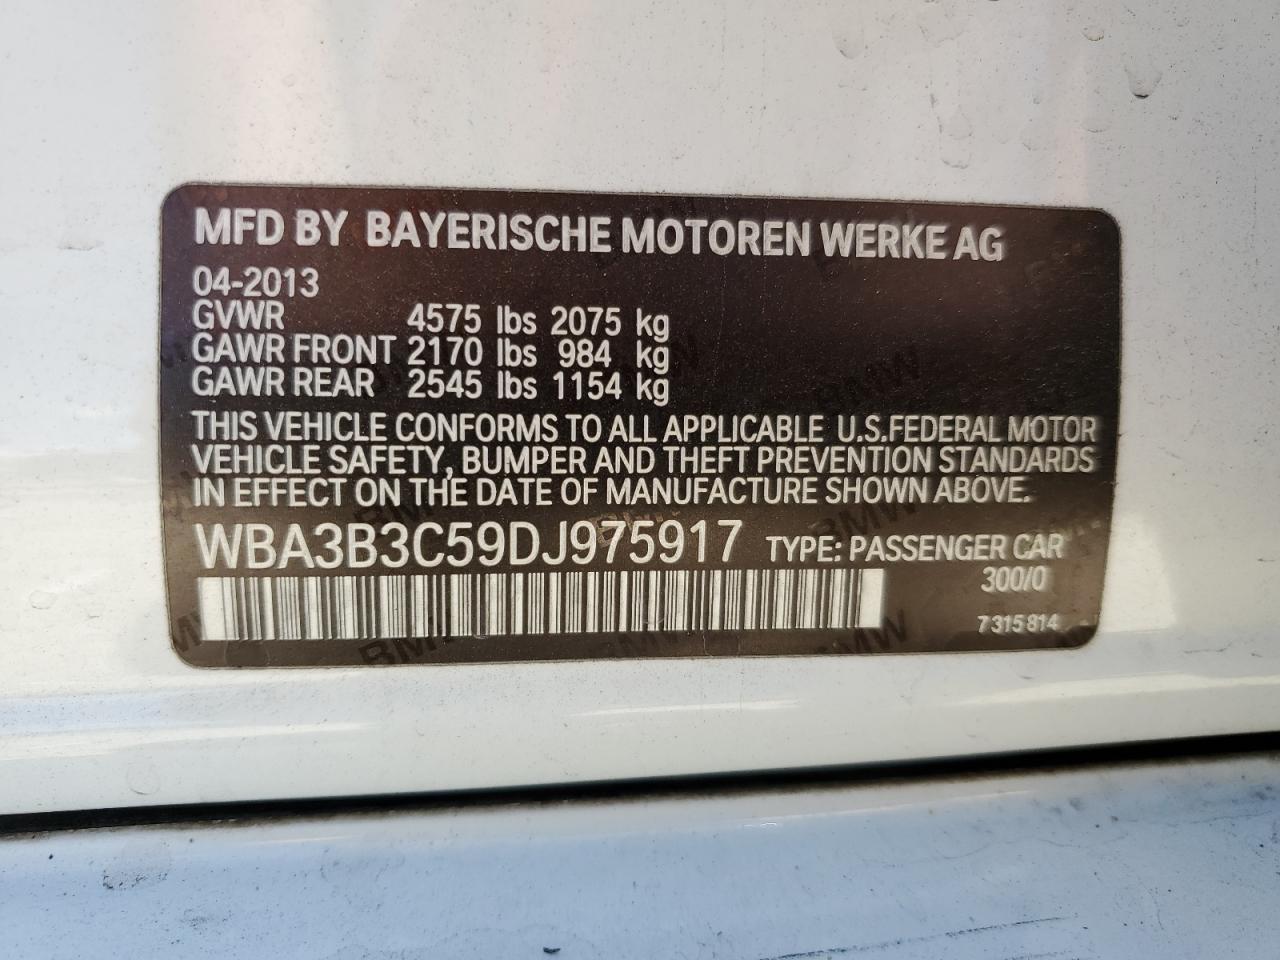 MFD BY BAYERISCHE MOTOREN WERKE AG
04-2013
GVWR 4575 lbs 2075 kg
GAWR FRONT 2170 lbs 984 kg
GAWR REAR 2545 lbs 1154 kg
THIS VEHICLE CONFORMS TO ALL APPLICABLE U.S.FEDERAL MOTOR
VEHICLE SAFETY, BUMPER AND THEFT PREVENTION STANDARDS
IN EFFECT ON THE DATE OF MANUFACTURE SHOWN ABOVE.
WBA3B3C59DJ975917 TYPE: PASSENGER CAR
300/0
7 315 814